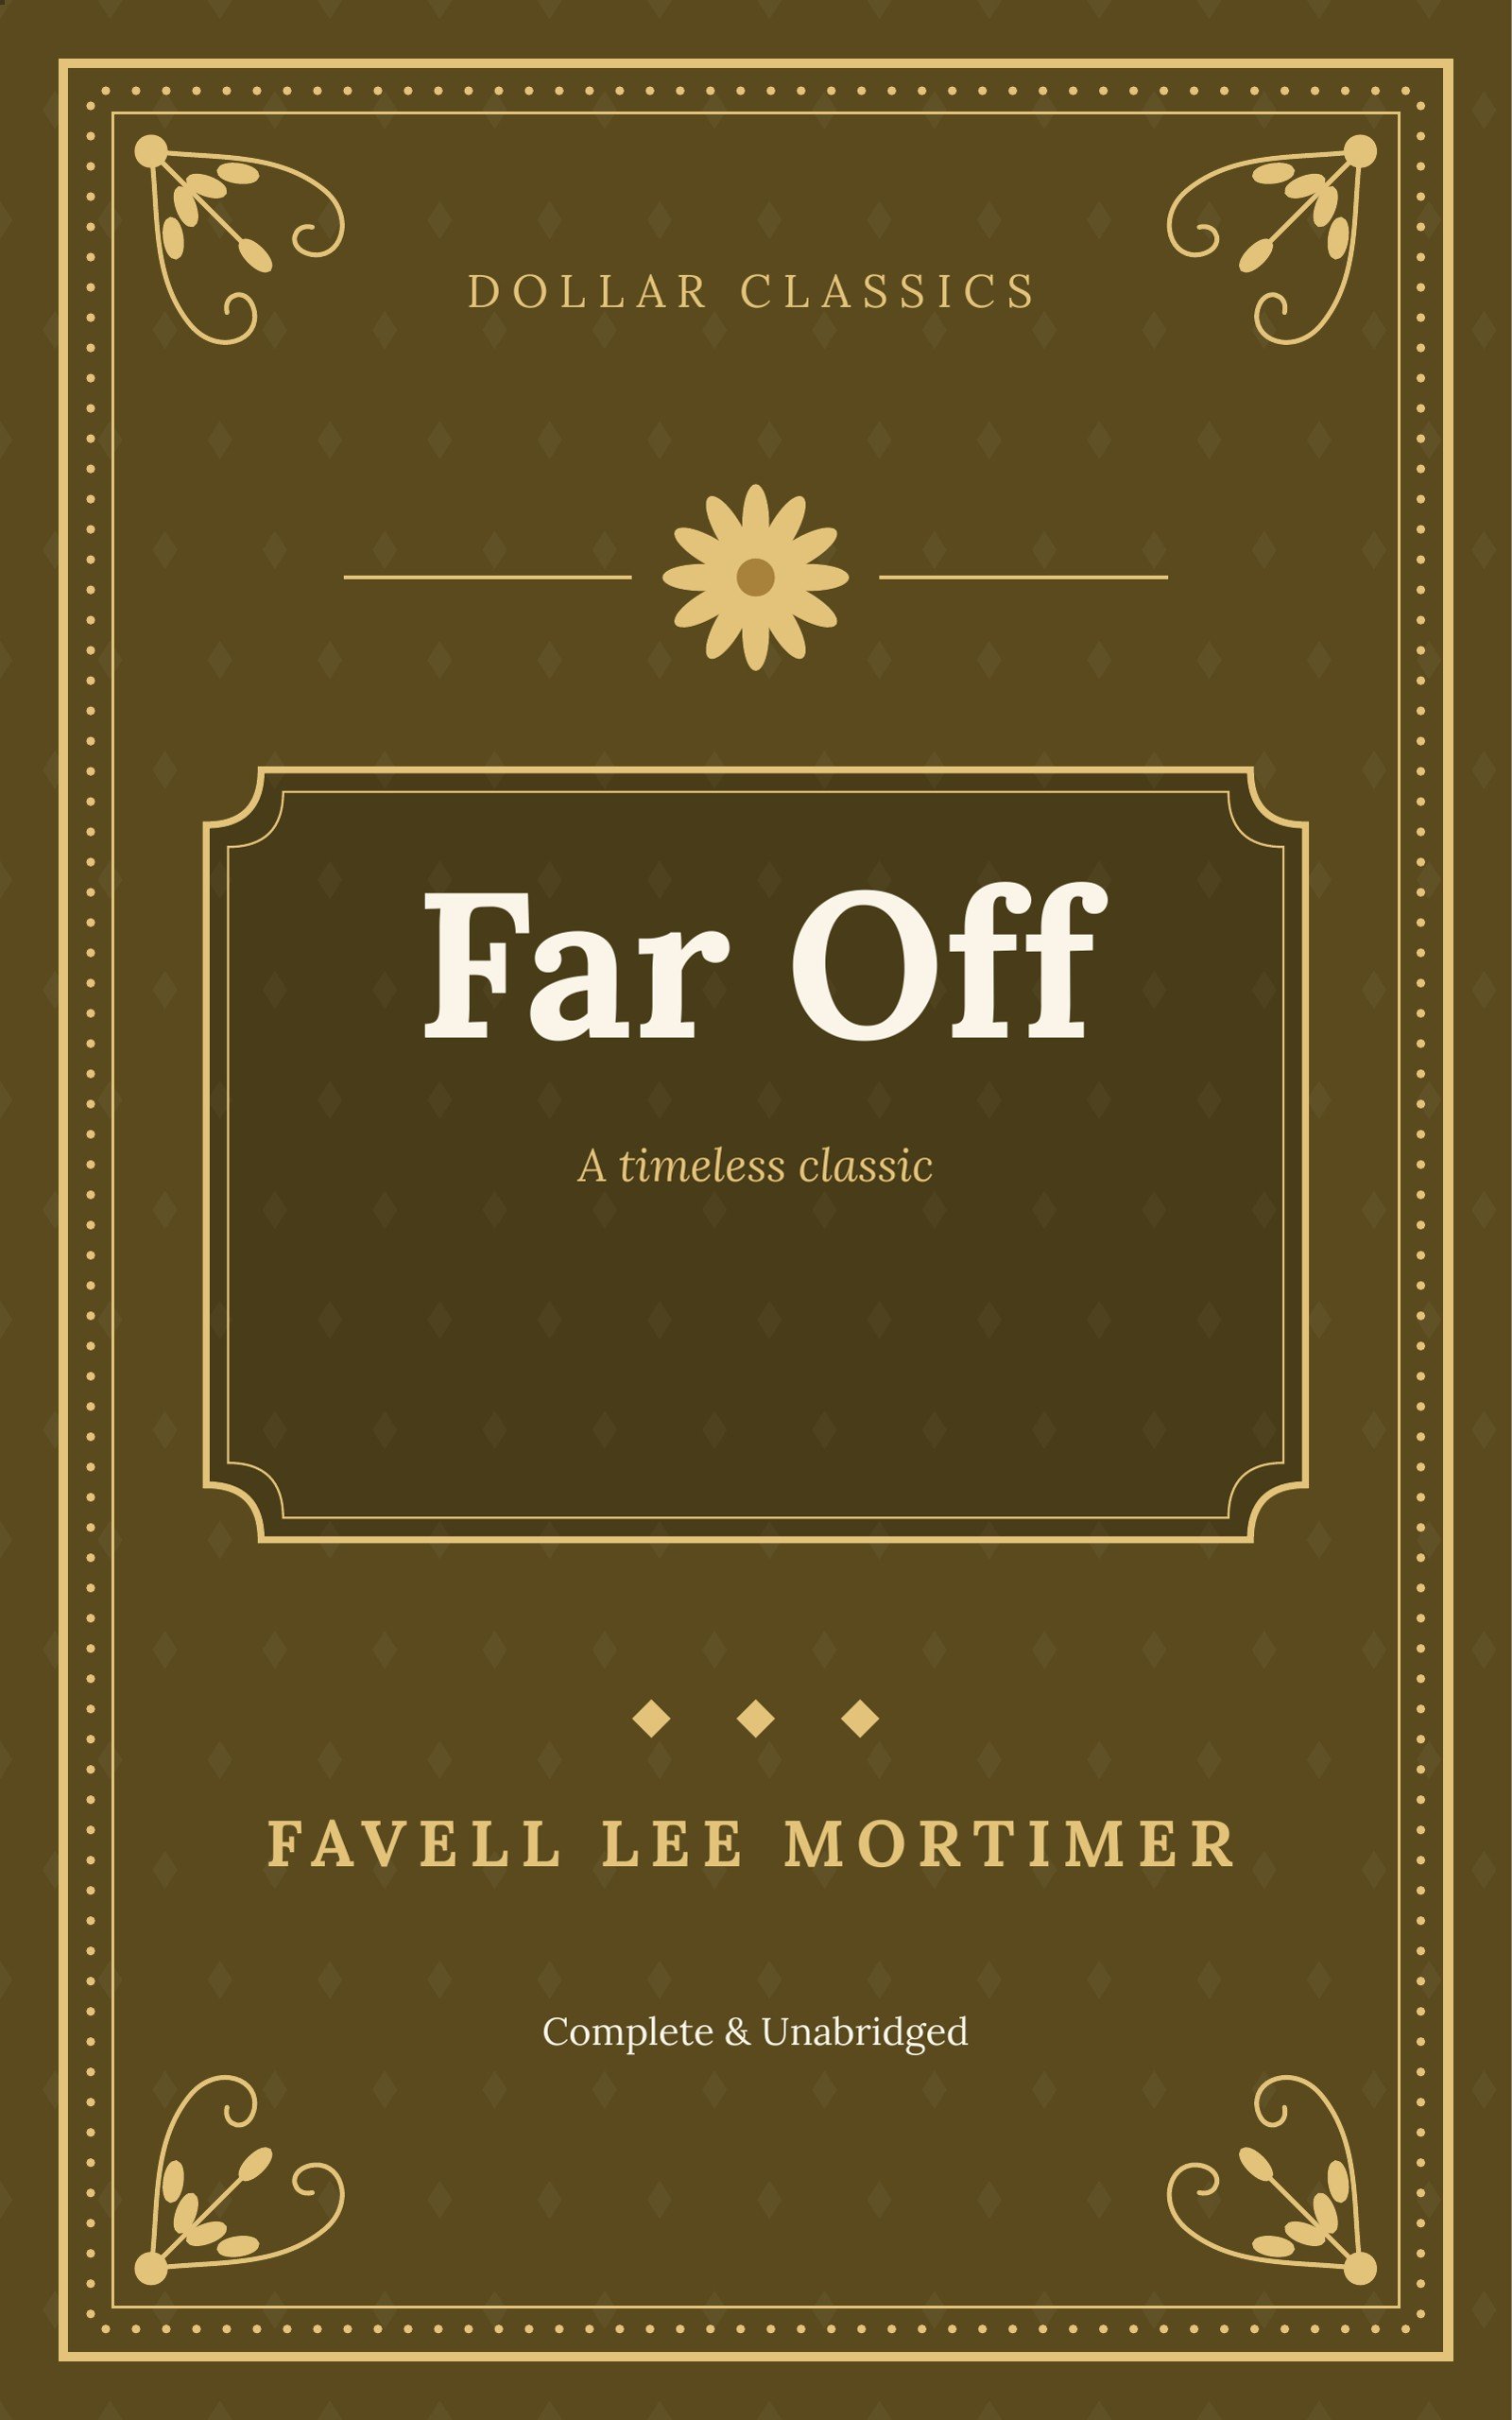 DOLLAR CLASSICS
Far Off
A timeless classic
FAVELL LEE MORTIMER
Complete & Unabridged